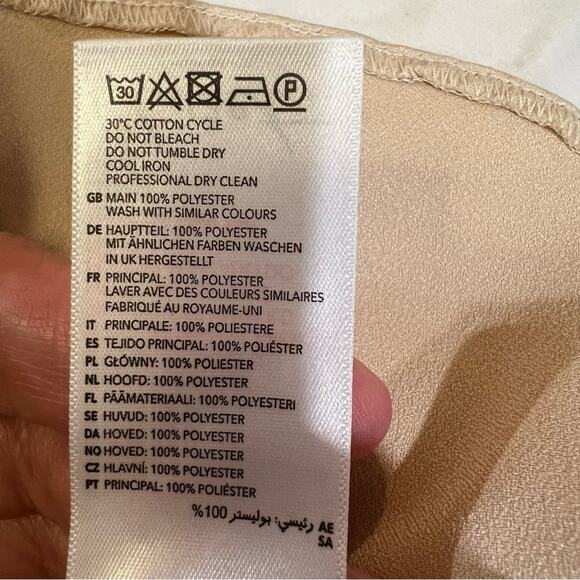 30 P
30°C COTTON CYCLE
DO NOT BLEACH
DO NOT TUMBLE DRY
COOL IRON
PROFESSIONAL DRY CLEAN
GB MAIN 100% POLYESTER
WASH WITH SIMILAR COLOURS
DE HAUPTTEIL: 100% POLYESTER
MIT ÄHNLICHEN FARBEN WASCHEN
IN UK HERGESTELLT
FR PRINCIPAL: 100% POLYESTER
LAVER AVEC DES COULEURS SIMILAIRES
FABRIQUÉ AU ROYAUME-UNI
IT PRINCIPALE: 100% POLIESTERE
ES TEJIDO PRINCIPAL: 100% POLIÉSTER
PL GŁÓWNY: 100% POLIESTER
NL HOOFD: 100% POLYESTER
FL PÄÄMATERIAALI: 100% POLYESTERI
SE HUVUD: 100% POLYESTER
DA HOVED: 100% POLYESTER
NO HOVED: 100% POLYESTER
CZ HLAVNÍ: 100% POLYESTER
PT PRINCIPAL: 100% POLIÉSTER
AE رئيسي: بوليستر 100%
SA